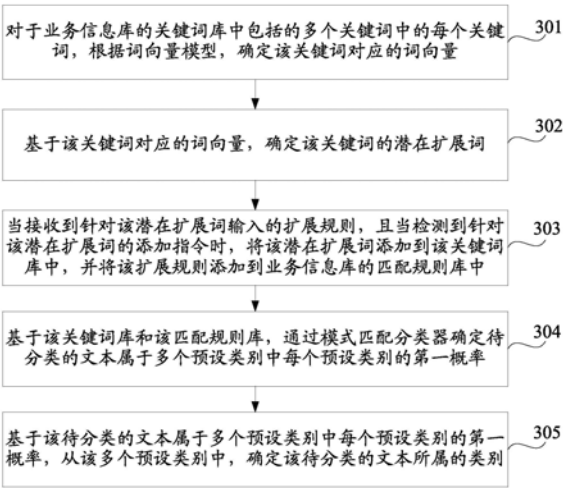 对于业务信息库的关键词库中包括的多个关键词中的每个关键
词，根据词向量模型，确定该关键词对应的词向量
301
基于该关键词对应的词向量，确定该关键词的潜在扩展词
302
当接收到针对该潜在扩展词输入的扩展规则，且当检测到针对
该潜在扩展词的添加指令时，将该潜在扩展词添加到该关键词
库中，并将该扩展规则添加到业务信息库的匹配规则库中
303
基于该关键词库和该匹配规则库，通过模式匹配分类器确定待
分类的文本属于多个预设类别中每个预设类别的第一概率
304
基于该待分类的文本属于多个预设类别中每个预设类别的第一
概率，从该多个预设类别中，确定该待分类的文本所属的类别
305